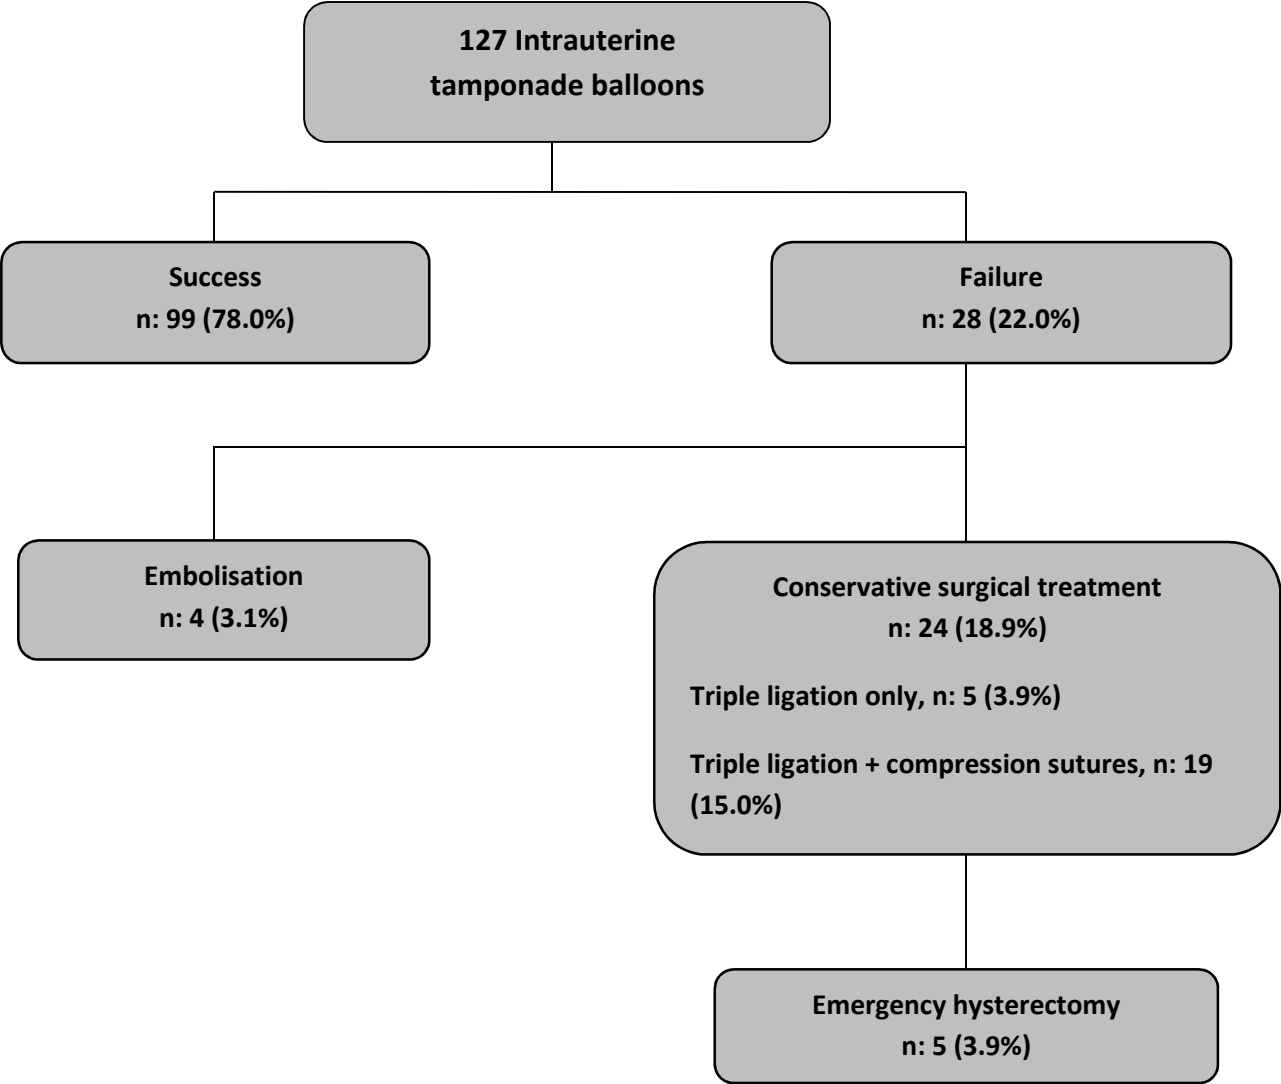 127 Intrauterine
tamponade balloons
Success
n: 99 (78.0%)
Failure
n: 28 (22.0%)
Embolisation
n: 4 (3.1%)
Conservative surgical treatment
n: 24 (18.9%)
Triple ligation only, n: 5 (3.9%)
Triple ligation + compression sutures, n: 19
(15.0%)
Emergency hysterectomy
n: 5 (3.9%)